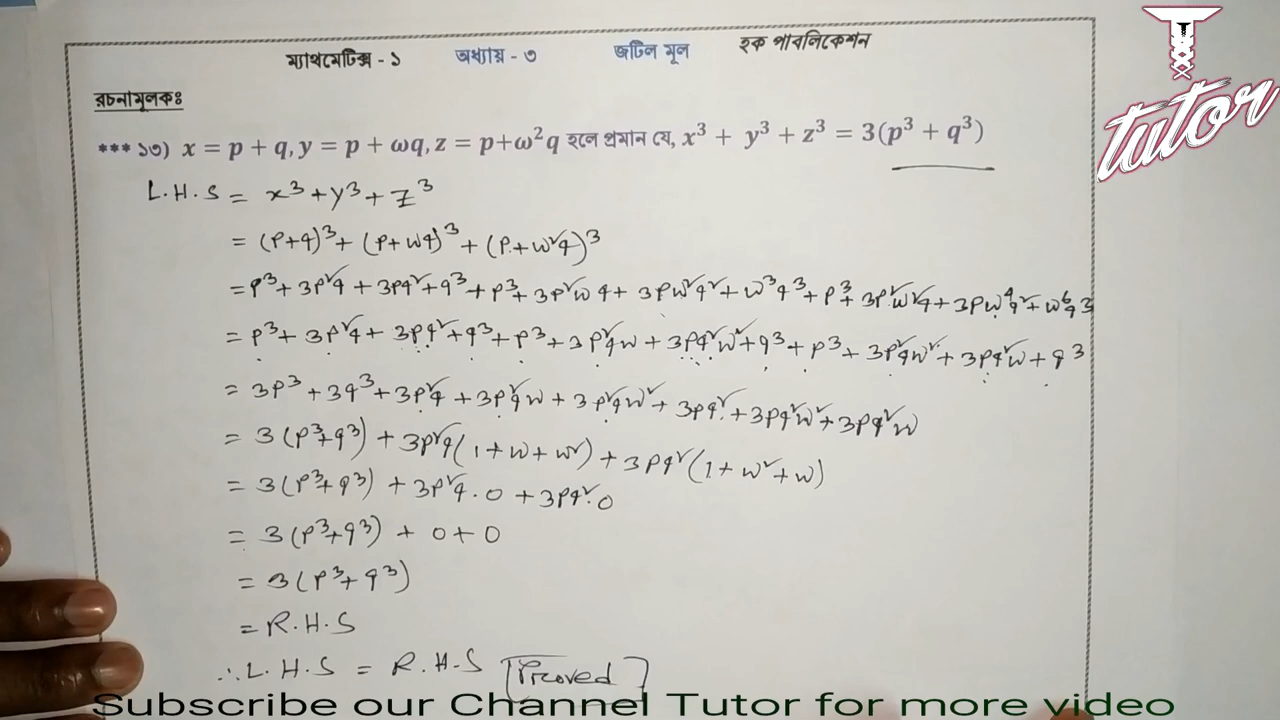 ম্যাথমেটিক্স - ১ অধ্যায় - ৩ জটিল মূল হক পাবলিকেশন
tutor
রচনামূলকঃ
*** ১৩) x = p + q, y = p + ωq, z = p+ω²q হলে প্রমান যে, x³ + y³ + z³ = 3(p³ + q³)
L.H.S = x³+y³+z³
= (p+q)³+ (p+ωq)³ + (p+ω²q)³
= p³+ 3p²q + 3pq²+q³ + p³+ 3p²ωq + 3pω²q²+ ω³q³ + p³+ 3p²ω²q + 3pω⁴q²+ω⁶q³
= p³+ 3p²q + 3pq²+q³ + p³ + 3p²qω + 3pq²ω²+q³ + p³ + 3p²qω² + 3pq²ω + q³
= 3p³ + 3q³ + 3p²q + 3p²qω + 3p²qω² + 3pq² + 3pq²ω²+3pq²ω
= 3(p³+q³) + 3p²q(1+ω+ω²) + 3pq²(1+ω²+ω)
= 3(p³+q³) + 3p²q.0 + 3pq².0
= 3(p³+q³) + 0+0
= 3(p³+q³)
= R.H.S
∴ L.H.S = R.H.S [Proved]
Subscribe our Channel Tutor for more video